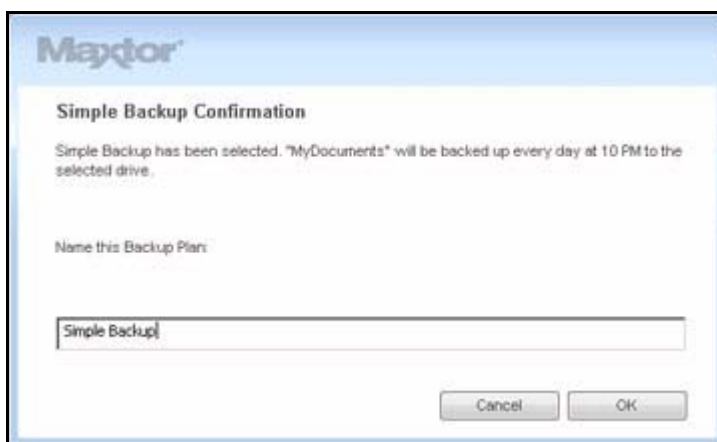 Maxtor
Simple Backup Confirmation
Simple Backup has been selected. "MyDocuments" will be backed up every day at 10 PM to the
selected drive.
Name this Backup Plan:
Simple Backup
Cancel
OK